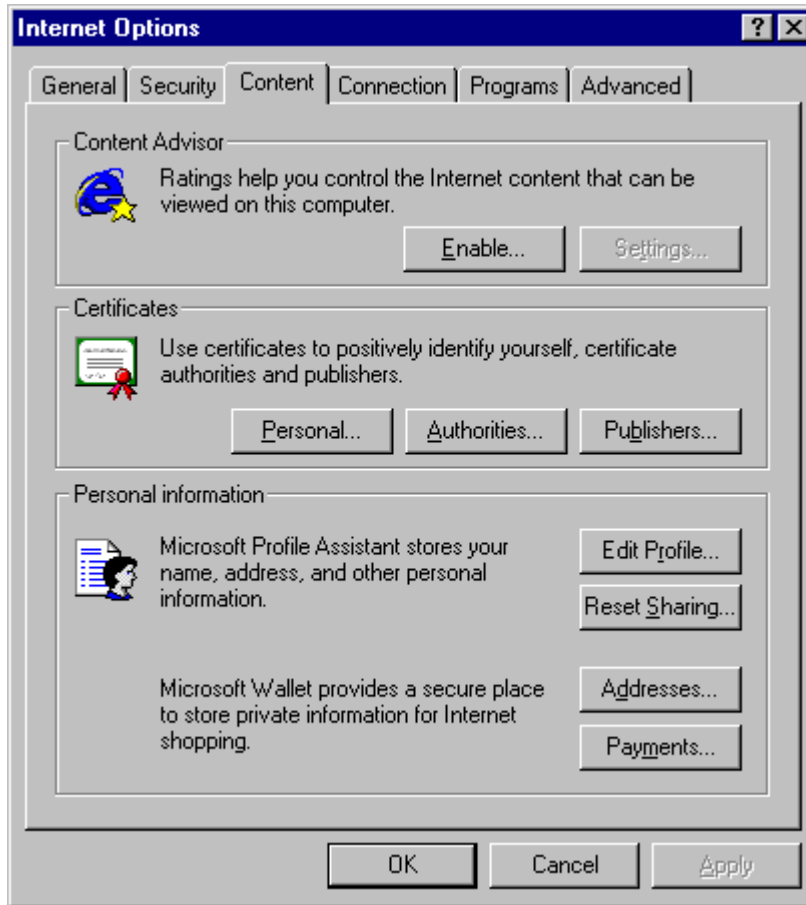 Internet Options
General Security Content Connection Programs Advanced
Content Advisor
Ratings help you control the Internet content that can be
viewed on this computer.
Enable... Settings...
Certificates
Use certificates to positively identify yourself, certificate
authorities and publishers.
Personal... Authorities... Publishers...
Personal information
Microsoft Profile Assistant stores your
name, address, and other personal
information.
Edit Profile...
Reset Sharing...
Microsoft Wallet provides a secure place
to store private information for Internet
shopping.
Addresses...
Payments...
OK Cancel Apply